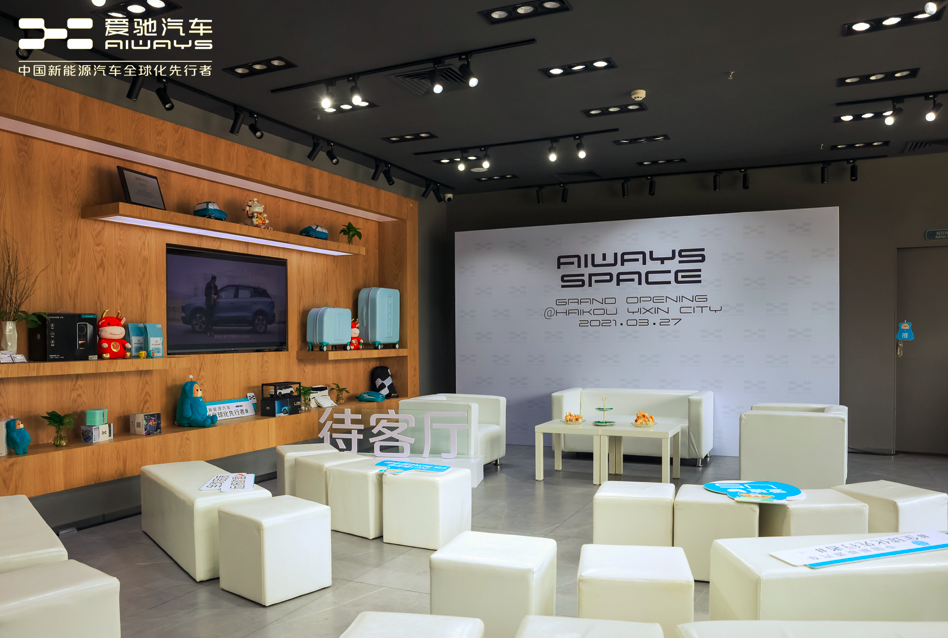 爱驰汽车
AIWAYS
中国新能源汽车全球化先行者
AIWAYS
SPACE
GRAND OPENING
@HAIKOU YIXIN CITY
2021.03.27
待客厅